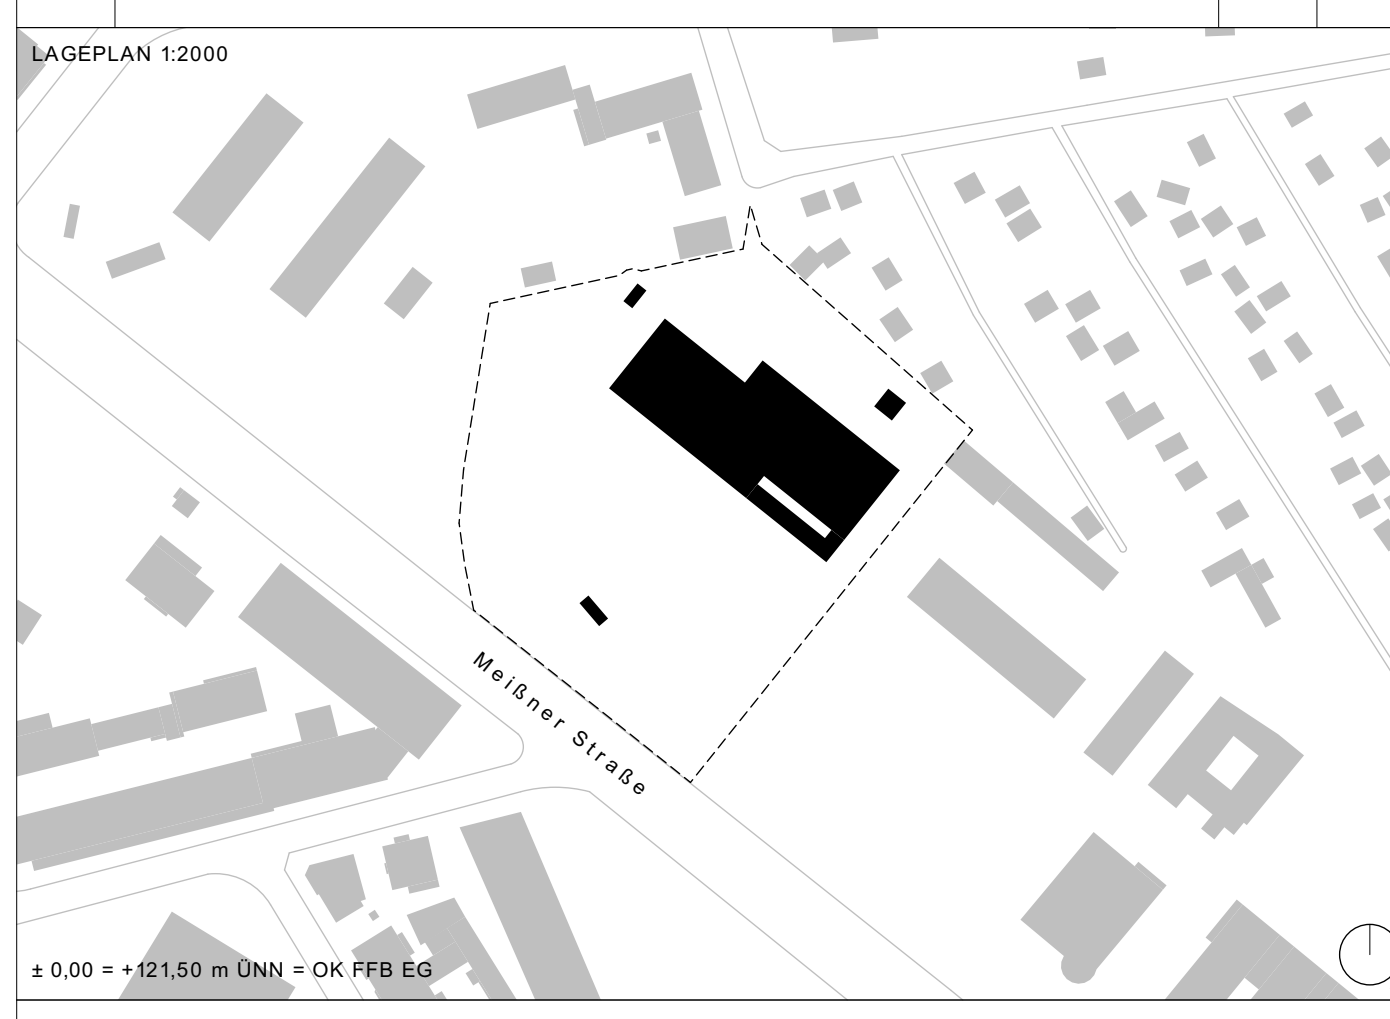 LAGEPLAN 1:2000
Meißner Straße
± 0,00 = +121,50 m ÜNN = OK FFB EG